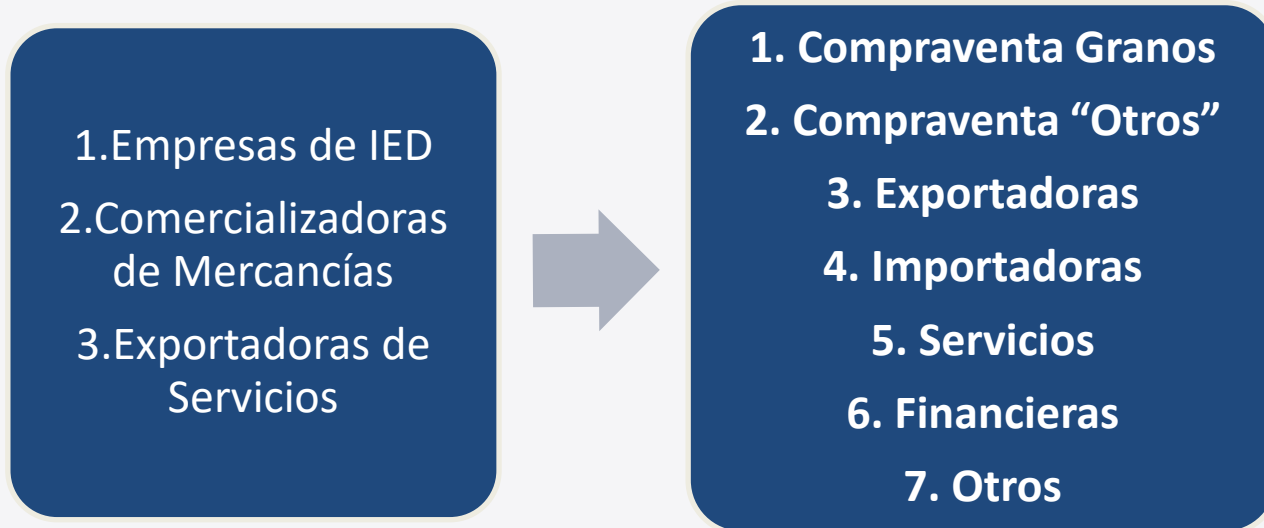 1.Empresas de IED
2.Comercializadoras
de Mercancías
3.Exportadoras de
Servicios
1. Compraventa Granos
2. Compraventa “Otros”
3. Exportadoras
4. Importadoras
5. Servicios
6. Financieras
7. Otros